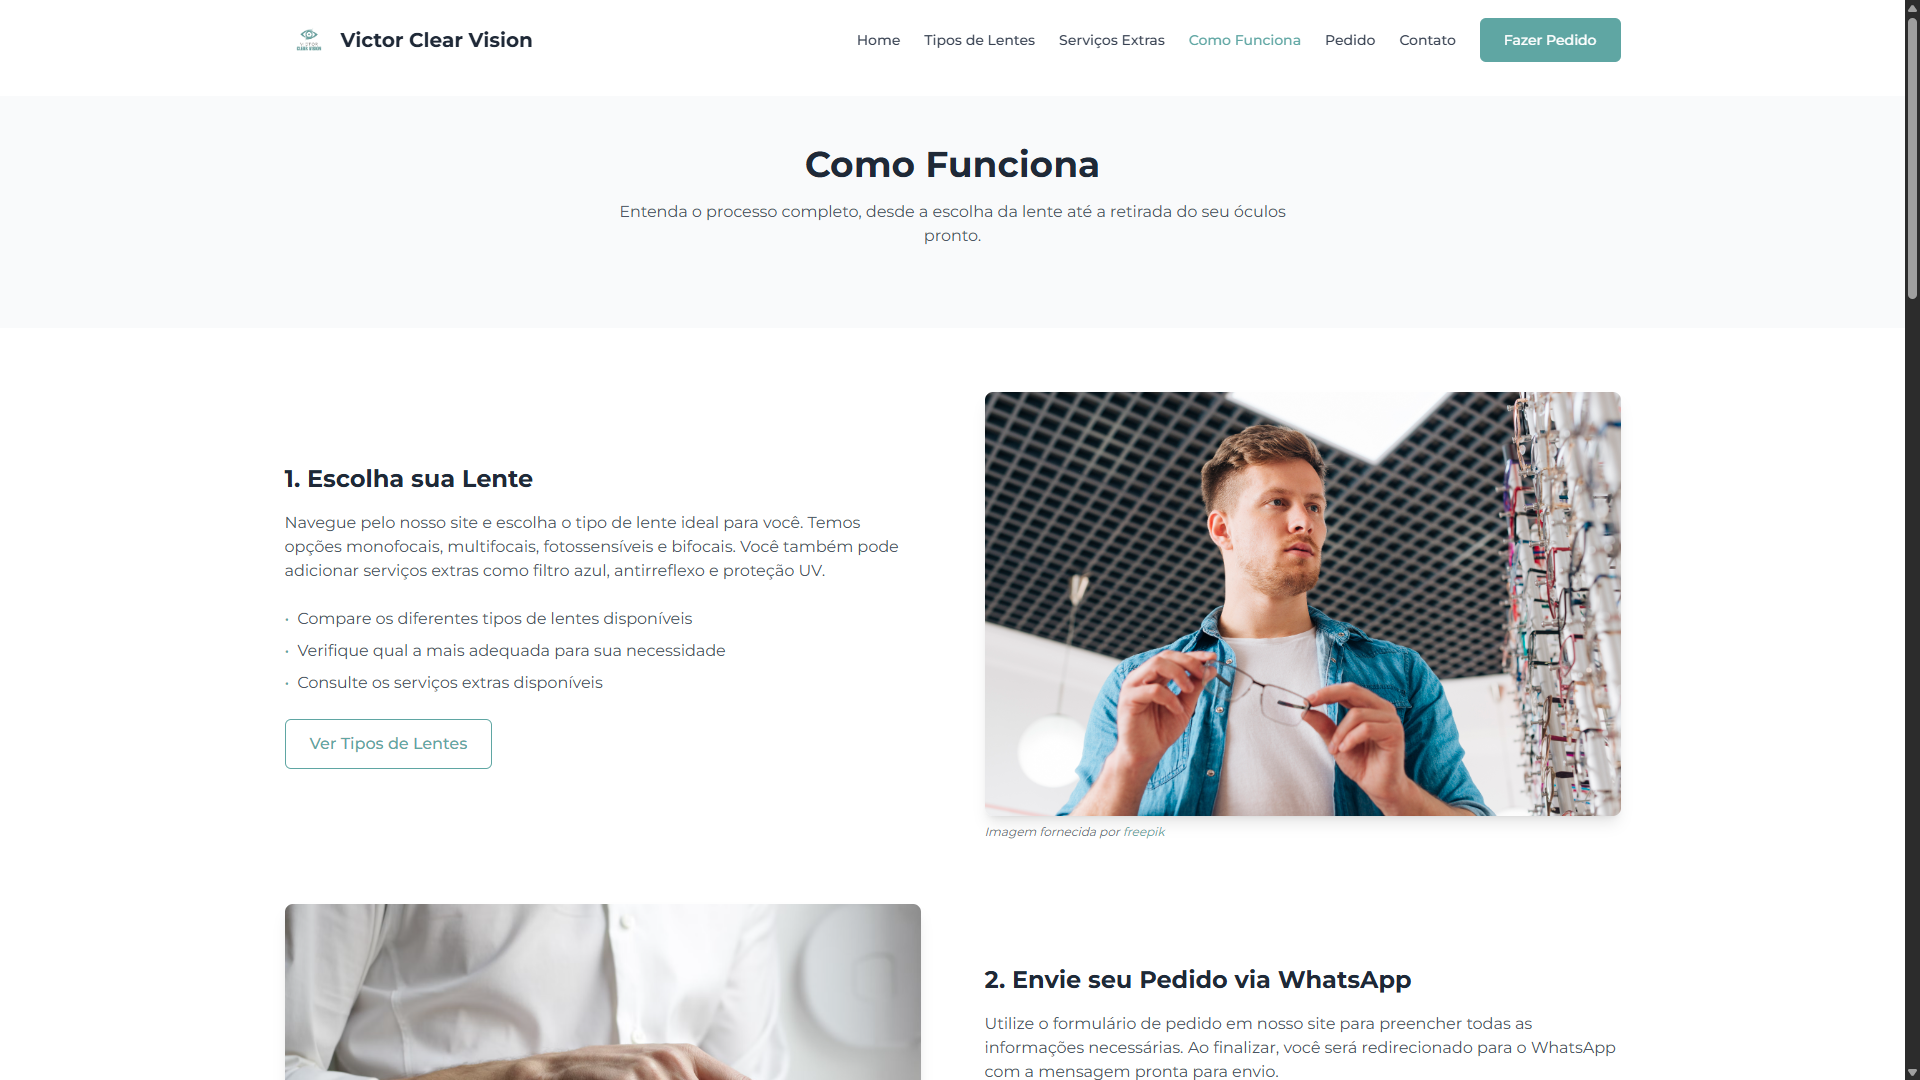 VICTOR
CLEAR VISION
Victor Clear Vision
Home
Tipos de Lentes
Serviços Extras
Como Funciona
Pedido
Contato
Fazer Pedido
Como Funciona
Entenda o processo completo, desde a escolha da lente até a retirada do seu óculos
pronto.
1. Escolha sua Lente
Navegue pelo nosso site e escolha o tipo de lente ideal para você. Temos
opções monofocais, multifocais, fotossensíveis e bifocais. Você também pode
adicionar serviços extras como filtro azul, antirreflexo e proteção UV.
• Compare os diferentes tipos de lentes disponíveis
• Verifique qual a mais adequada para sua necessidade
• Consulte os serviços extras disponíveis
Ver Tipos de Lentes
Imagem fornecida por freepik
2. Envie seu Pedido via WhatsApp
Utilize o formulário de pedido em nosso site para preencher todas as
informações necessárias. Ao finalizar, você será redirecionado para o WhatsApp
com a mensagem pronta para envio.